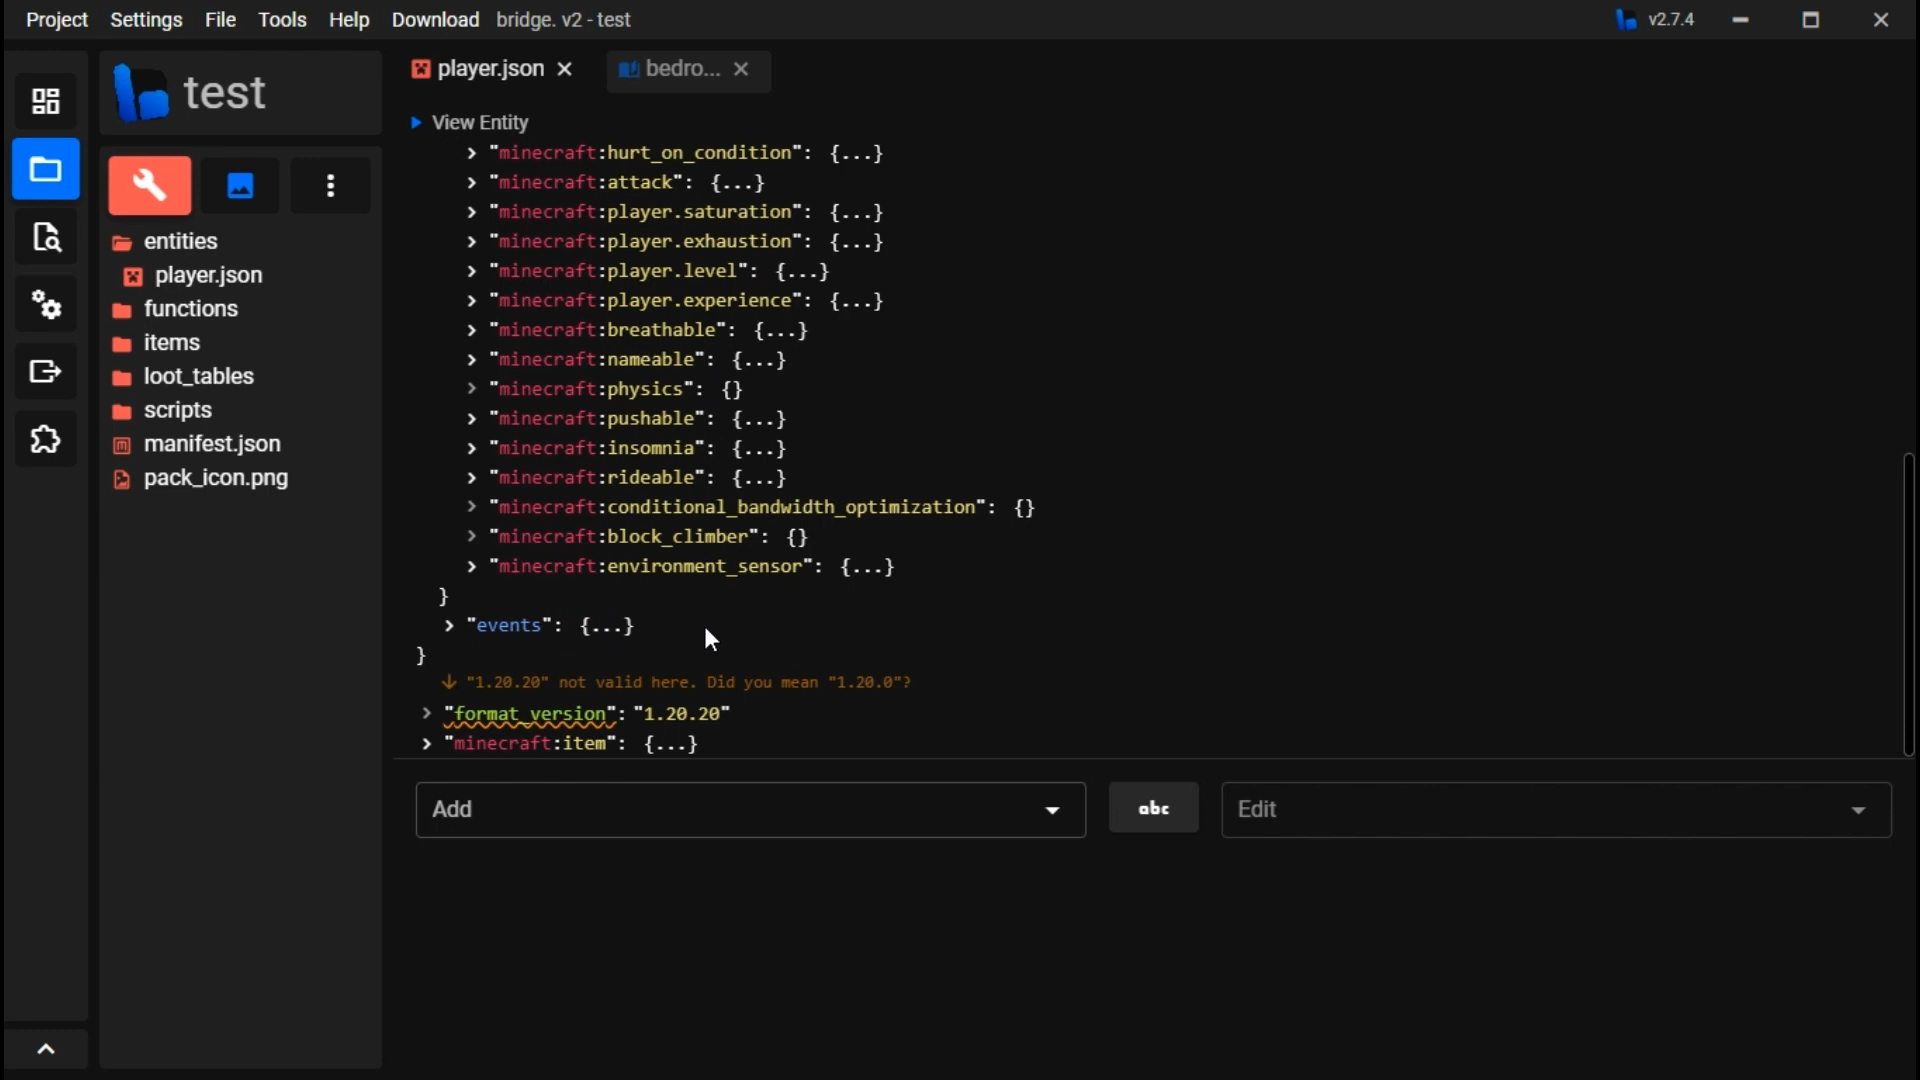 Project Settings File Tools Help Download bridge. v2 - test v2.7.4
test
player.json
bedro...
View Entity
entities
player.json
functions
items
loot_tables
scripts
manifest.json
pack_icon.png
"minecraft:hurt_on_condition": {...}
"minecraft:attack": {...}
"minecraft:player.saturation": {...}
"minecraft:player.exhaustion": {...}
"minecraft:player.level": {...}
"minecraft:player.experience": {...}
"minecraft:breathable": {...}
"minecraft:nameable": {...}
"minecraft:physics": {}
"minecraft:pushable": {...}
"minecraft:insomnia": {...}
"minecraft:rideable": {...}
"minecraft:conditional_bandwidth_optimization": {}
"minecraft:block_climber": {}
"minecraft:environment_sensor": {...}
}
"events": {...}
}
↓ "1.20.20" not valid here. Did you mean "1.20.0"?
"format_version": "1.20.20"
"minecraft:item": {...}
Add
abc
Edit